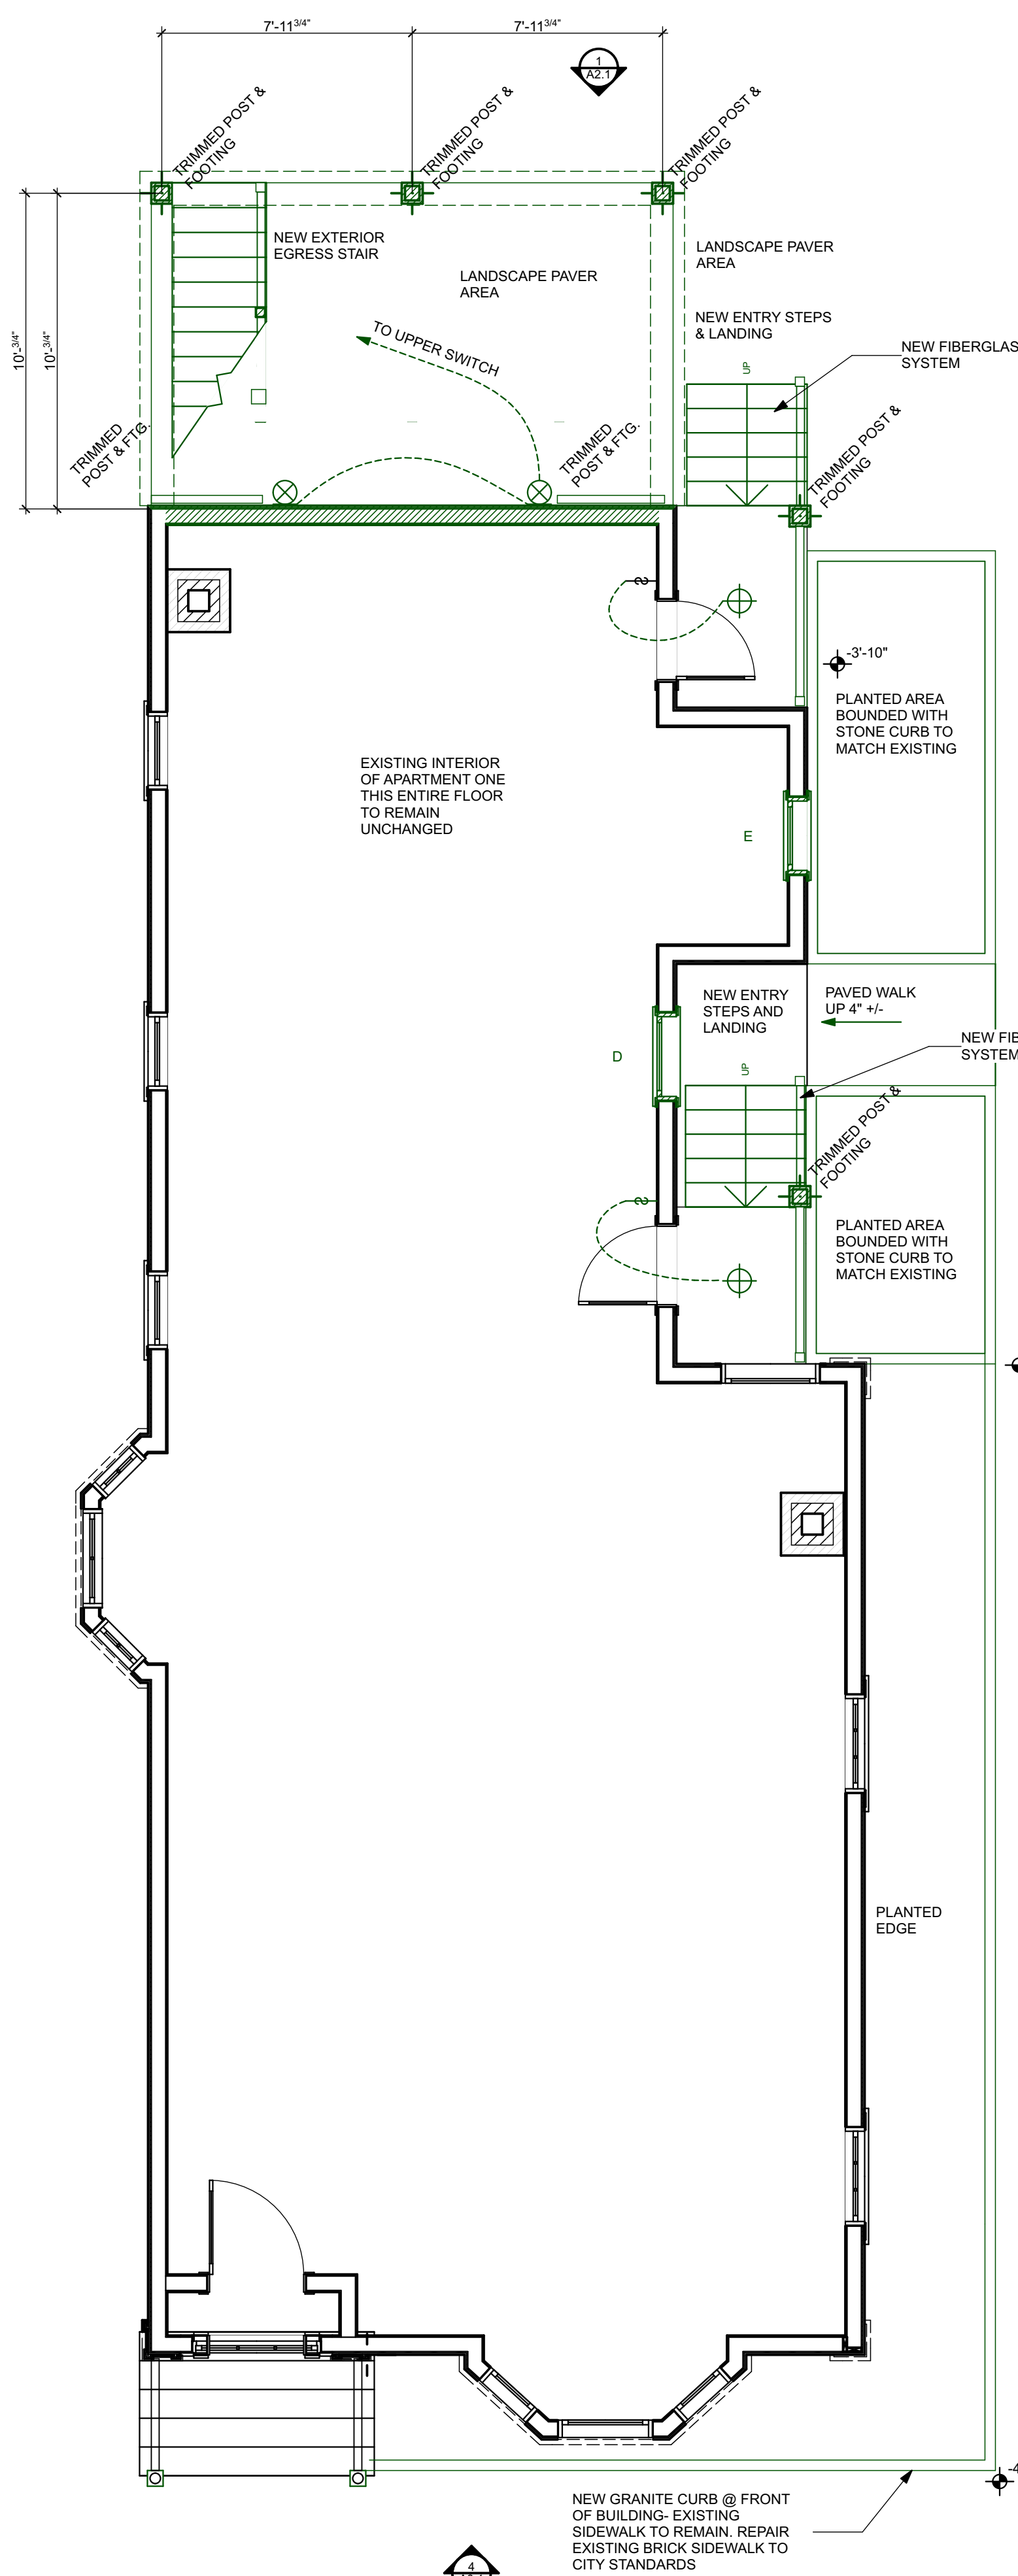 7'-11 3/4"
7'-11 3/4"
1
A2.1
TRIMMED POST &
FOOTING
TRIMMED POST &
FOOTING
TRIMMED POST &
FOOTING
NEW EXTERIOR
EGRESS STAIR
LANDSCAPE PAVER
AREA
LANDSCAPE PAVER
AREA
NEW ENTRY STEPS
& LANDING
10'-3/4"
10'-3/4"
TO UPPER SWITCH
UP
NEW FIBERGLAS
SYSTEM
TRIMMED
POST & FTG.
TRIMMED
POST & FTG.
TRIMMED POST &
FOOTING
2
-3'-10"
PLANTED AREA
BOUNDED WITH
STONE CURB TO
MATCH EXISTING
EXISTING INTERIOR
OF APARTMENT ONE
THIS ENTIRE FLOOR
TO REMAIN
UNCHANGED
E
NEW ENTRY
STEPS AND
LANDING
PAVED WALK
UP 4" +/-
D
UP
NEW FIB
SYSTEM
TRIMMED POST &
FOOTING
2
PLANTED AREA
BOUNDED WITH
STONE CURB TO
MATCH EXISTING
PLANTED
EDGE
-4
NEW GRANITE CURB @ FRONT
OF BUILDING- EXISTING
SIDEWALK TO REMAIN. REPAIR
EXISTING BRICK SIDEWALK TO
CITY STANDARDS
4